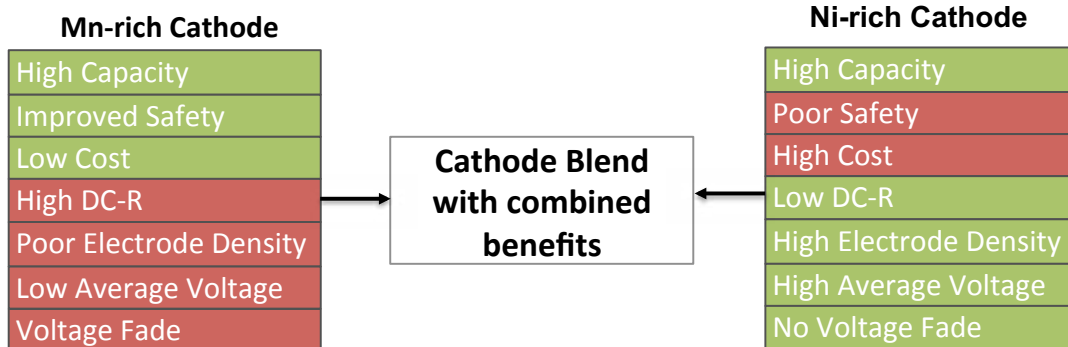 Mn-rich Cathode
High Capacity
Improved Safety
Low Cost
High DC-R
Poor Electrode Density
Low Average Voltage
Voltage Fade
Cathode Blend
with combined
benefits
Ni-rich Cathode
High Capacity
Poor Safety
High Cost
Low DC-R
High Electrode Density
High Average Voltage
No Voltage Fade